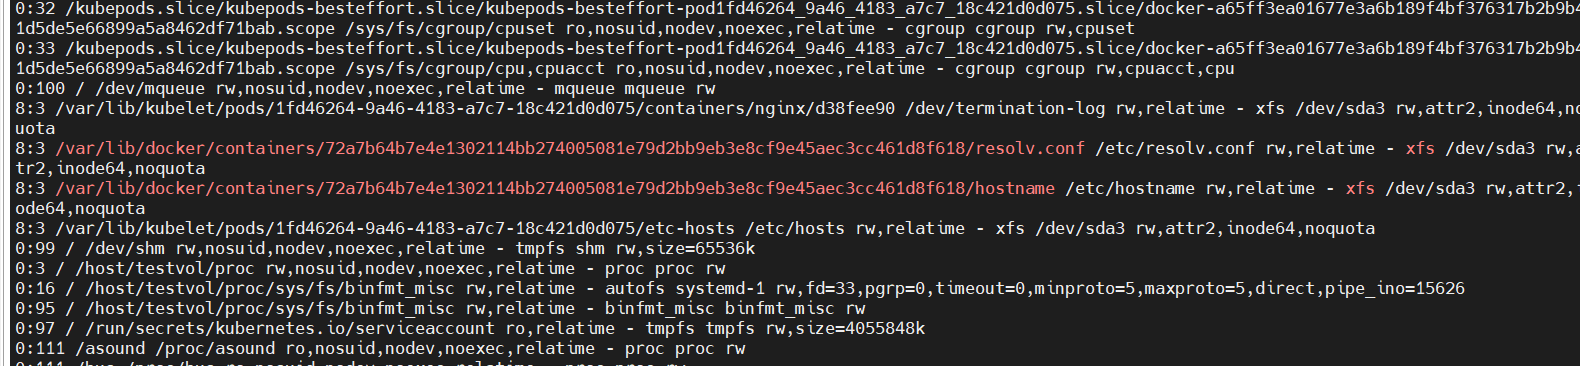 0:32 /kubepods.slice/kubepods-besteffort.slice/kubepods-besteffort-pod1fd46264_9a46_4183_a7c7_18c421d0d075.slice/docker-a65ff3ea01677e3a6b189f4bf376317b2b9b4
1d5de5e66899a5a8462df71bab.scope /sys/fs/cgroup/cpuset ro,nosuid,nodev,noexec,relatime - cgroup cgroup rw,cpuset
0:33 /kubepods.slice/kubepods-besteffort.slice/kubepods-besteffort-pod1fd46264_9a46_4183_a7c7_18c421d0d075.slice/docker-a65ff3ea01677e3a6b189f4bf376317b2b9b4
1d5de5e66899a5a8462df71bab.scope /sys/fs/cgroup/cpu,cpuacct ro,nosuid,nodev,noexec,relatime - cgroup cgroup rw,cpuacct,cpu
0:100 / /dev/mqueue rw,nosuid,nodev,noexec,relatime - mqueue mqueue rw
8:3 /var/lib/kubelet/pods/1fd46264-9a46-4183-a7c7-18c421d0d075/containers/nginx/d38fee90 /dev/termination-log rw,relatime - xfs /dev/sda3 rw,attr2,inode64,no
uota
8:3 /var/lib/docker/containers/72a7b64b7e4e1302114bb274005081e79d2bb9eb3e8cf9e45aec3cc461d8f618/resolv.conf /etc/resolv.conf rw,relatime - xfs /dev/sda3 rw,a
tr2,inode64,noquota
8:3 /var/lib/docker/containers/72a7b64b7e4e1302114bb274005081e79d2bb9eb3e8cf9e45aec3cc461d8f618/hostname /etc/hostname rw,relatime - xfs /dev/sda3 rw,attr2,
ode64,noquota
8:3 /var/lib/kubelet/pods/1fd46264-9a46-4183-a7c7-18c421d0d075/etc-hosts /etc/hosts rw,relatime - xfs /dev/sda3 rw,attr2,inode64,noquota
0:99 / /dev/shm rw,nosuid,nodev,noexec,relatime - tmpfs shm rw,size=65536k
0:3 / /host/testvol/proc rw,nosuid,nodev,noexec,relatime - proc proc rw
0:16 / /host/testvol/proc/sys/fs/binfmt_misc rw,relatime - autofs systemd-1 rw,fd=33,pgrp=0,timeout=0,minproto=5,maxproto=5,direct,pipe_ino=15626
0:95 / /host/testvol/proc/sys/fs/binfmt_misc rw,relatime - binfmt_misc binfmt_misc rw
0:97 / /run/secrets/kubernetes.io/serviceaccount ro,relatime - tmpfs tmpfs rw,size=4055848k
0:111 /asound /proc/asound ro,nosuid,nodev,noexec,relatime - proc proc rw